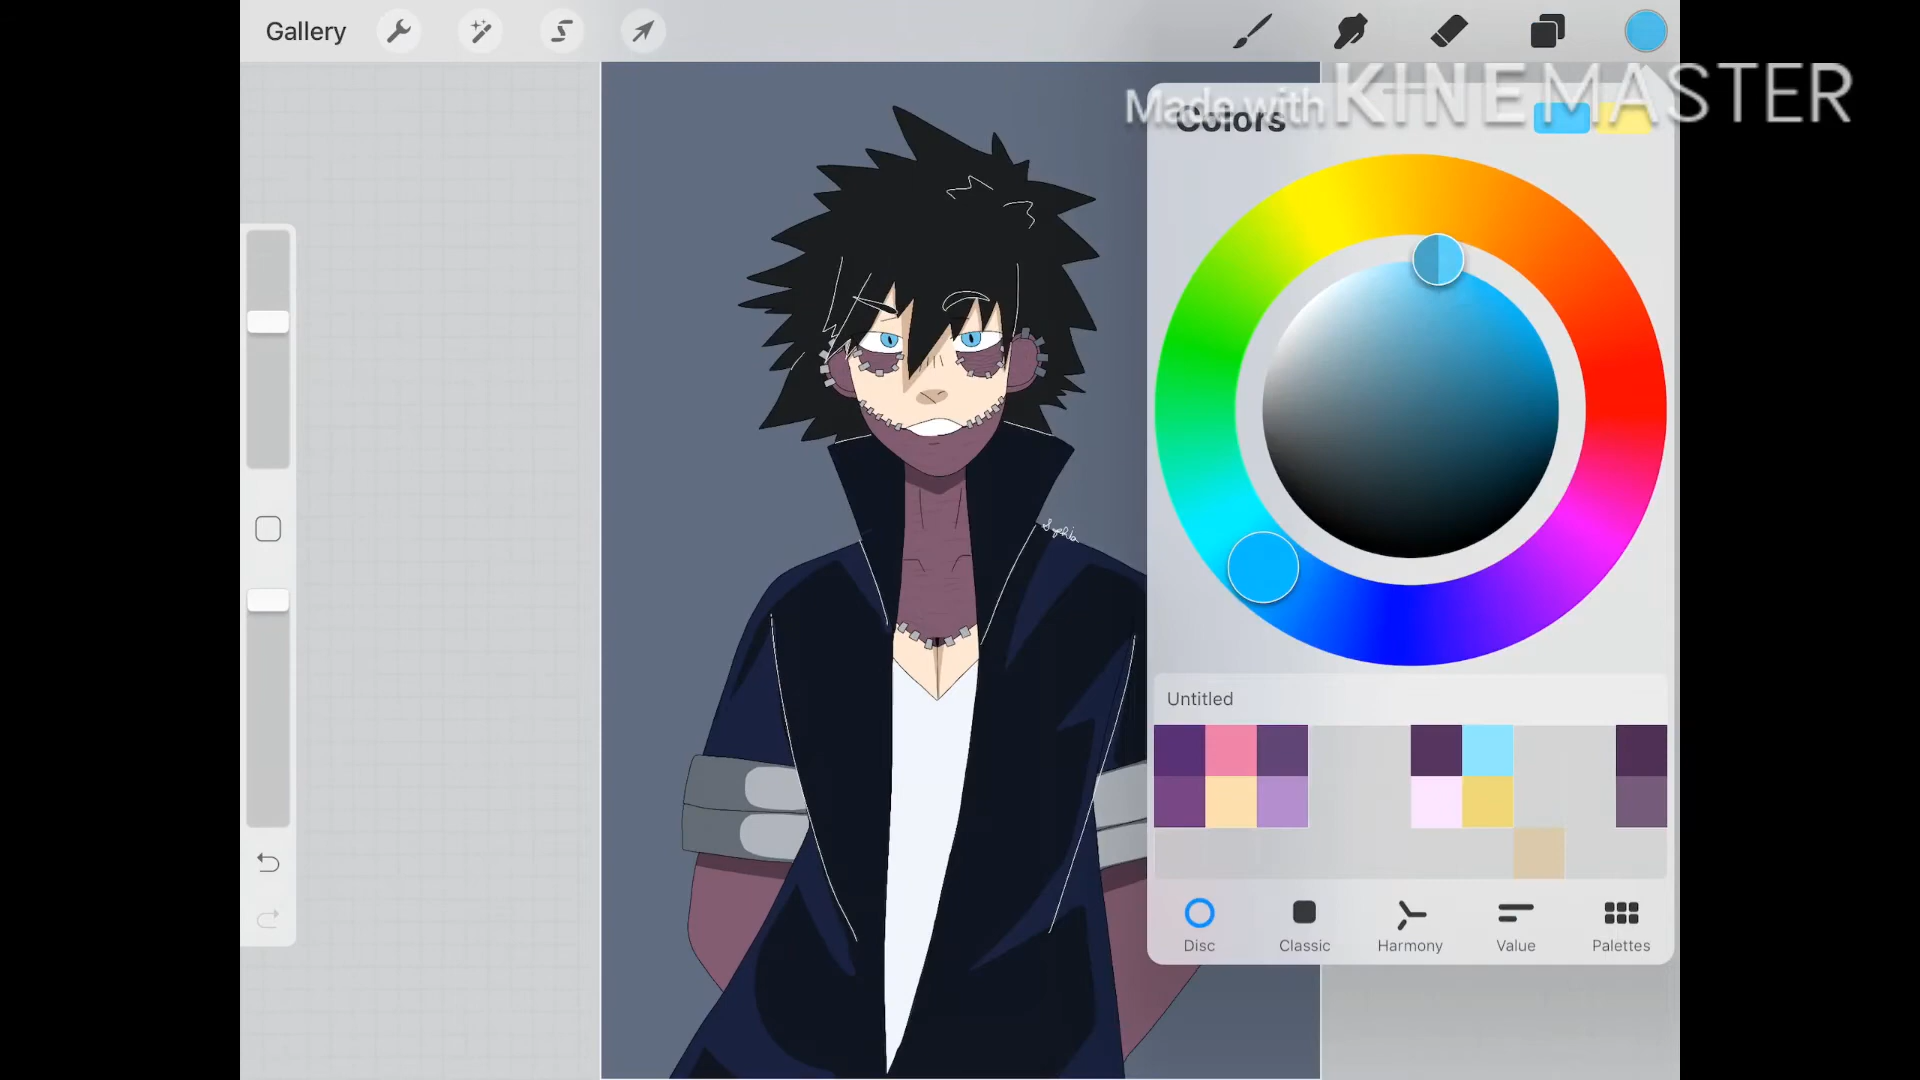 Gallery
Made with KINEMASTER
Colors
Untitled
Disc Classic Harmony Value Palettes